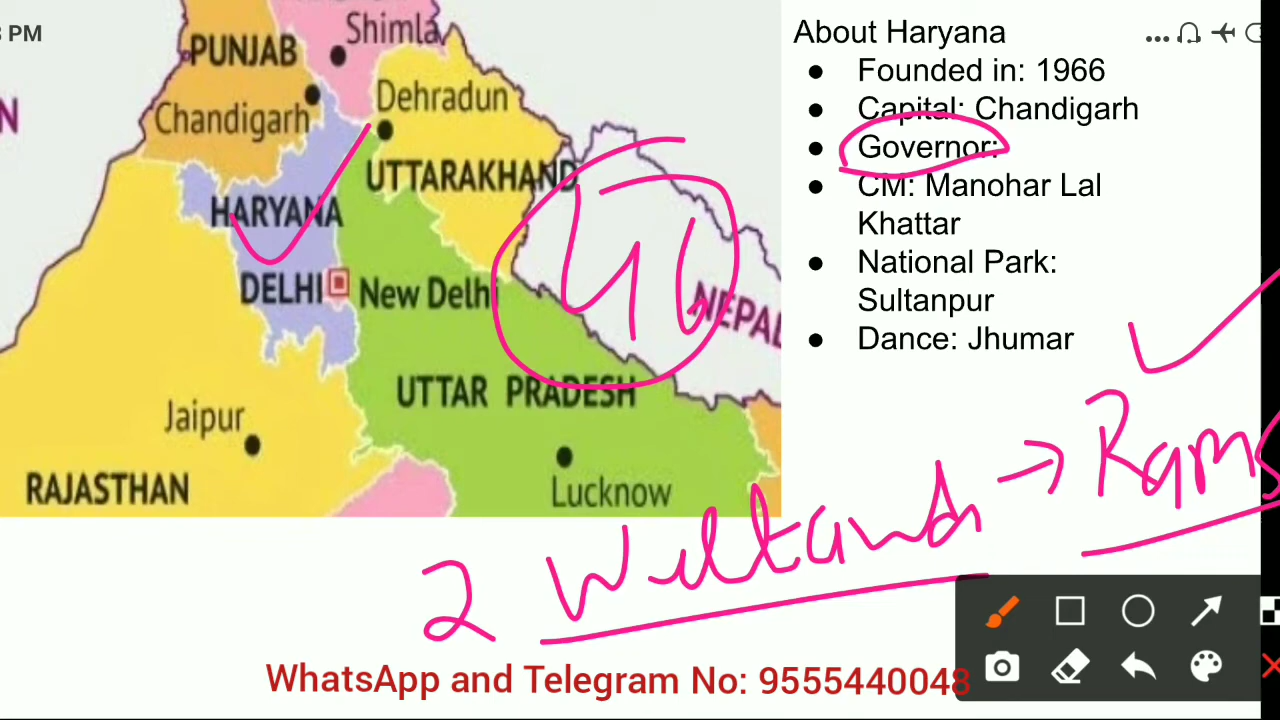 PM
About Haryana
● Founded in: 1966
● Capital: Chandigarh
● Governor:
● CM: Manohar Lal
Khattar
● National Park:
Sultanpur
● Dance: Jhumar
Shimla
PUNJAB
Chandigarh
Dehradun
UTTARAKHAND
HARYANA
DELHI
New Delhi
NEPAL
46
UTTAR PRADESH
Jaipur
RAJASTHAN
Lucknow
2 Weltand → Rams
WhatsApp and Telegram No: 9555440048